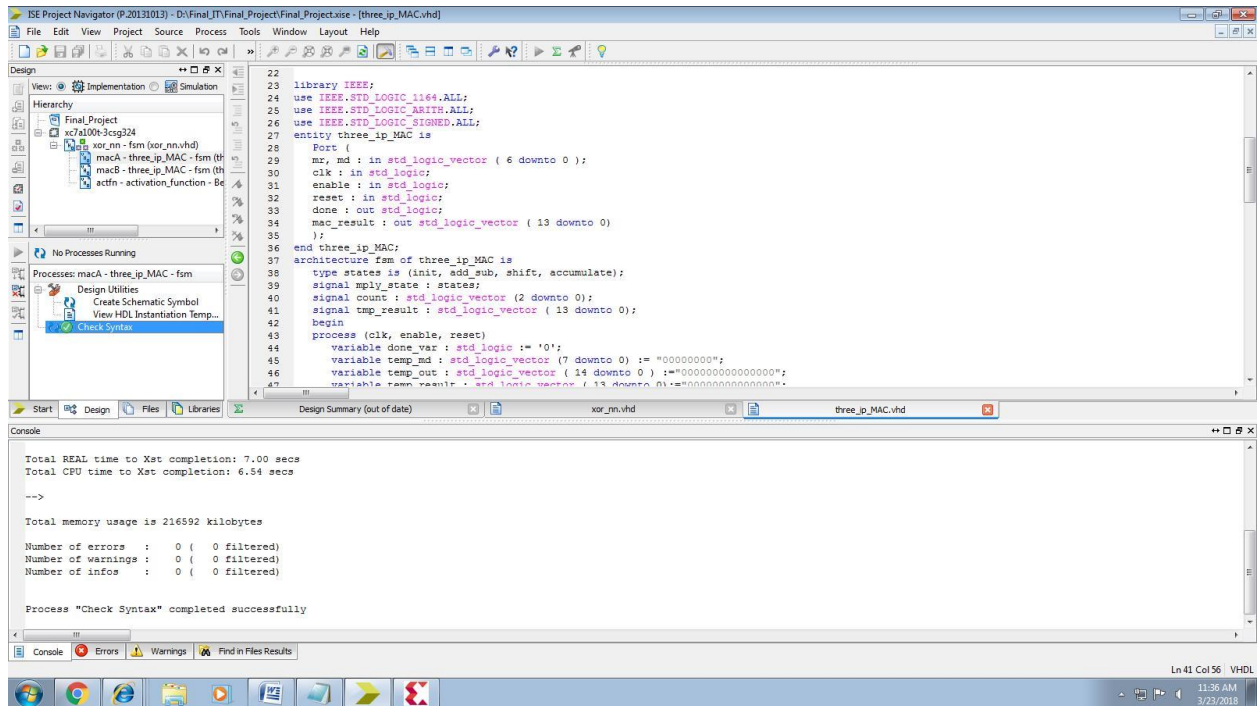 ISE Project Navigator (P.20131013) - D:\Final_IT\Final_Project\Final_Project.xise - [three_ip_MAC.vhd]
File Edit View Project Source Process Tools Window Layout Help
Design
View: Implementation Simulation
Hierarchy
Final_Project
xc7a100t-3csg324
xor_nn - fsm (xor_nn.vhd)
macA - three_ip_MAC - fsm (th
macB - three_ip_MAC - fsm (th
actfn - activation_function - Be
No Processes Running
Processes: macA - three_ip_MAC - fsm
Design Utilities
Create Schematic Symbol
View HDL Instantiation Temp...
Check Syntax
22
23 library IEEE;
24 use IEEE.STD_LOGIC_1164.ALL;
25 use IEEE.STD_LOGIC_ARITH.ALL;
26 use IEEE.STD_LOGIC_SIGNED.ALL;
27 entity three_ip_MAC is
28 Port (
29 mr, md : in std_logic_vector ( 6 downto 0 );
30 clk : in std_logic;
31 enable : in std_logic;
32 reset : in std_logic;
33 done : out std_logic;
34 mac_result : out std_logic_vector ( 13 downto 0)
35 );
36 end three_ip_MAC;
37 architecture fsm of three_ip_MAC is
38 type states is (init, add_sub, shift, accumulate);
39 signal mply_state : states;
40 signal count : std_logic_vector (2 downto 0);
41 signal tmp_result : std_logic_vector ( 13 downto 0);
42 begin
43 process (clk, enable, reset)
44 variable done_var : std_logic := '0';
45 variable temp_md : std_logic_vector (7 downto 0) := "00000000";
46 variable temp_out : std_logic_vector ( 14 downto 0 ) :="000000000000000";
47 variable temp_result : std_logic_vector ( 13 downto 0):="00000000000000";
Start Design Files Libraries
Design Summary (out of date) xor_nn.vhd three_ip_MAC.vhd
Console
Total REAL time to Xst completion: 7.00 secs
Total CPU time to Xst completion: 6.54 secs
-->
Total memory usage is 216592 kilobytes
Number of errors : 0 ( 0 filtered)
Number of warnings : 0 ( 0 filtered)
Number of infos : 0 ( 0 filtered)
Process "Check Syntax" completed successfully
Console Errors Warnings Find in Files Results
Ln 41 Col 56 VHDL
11:36 AM
3/23/2018